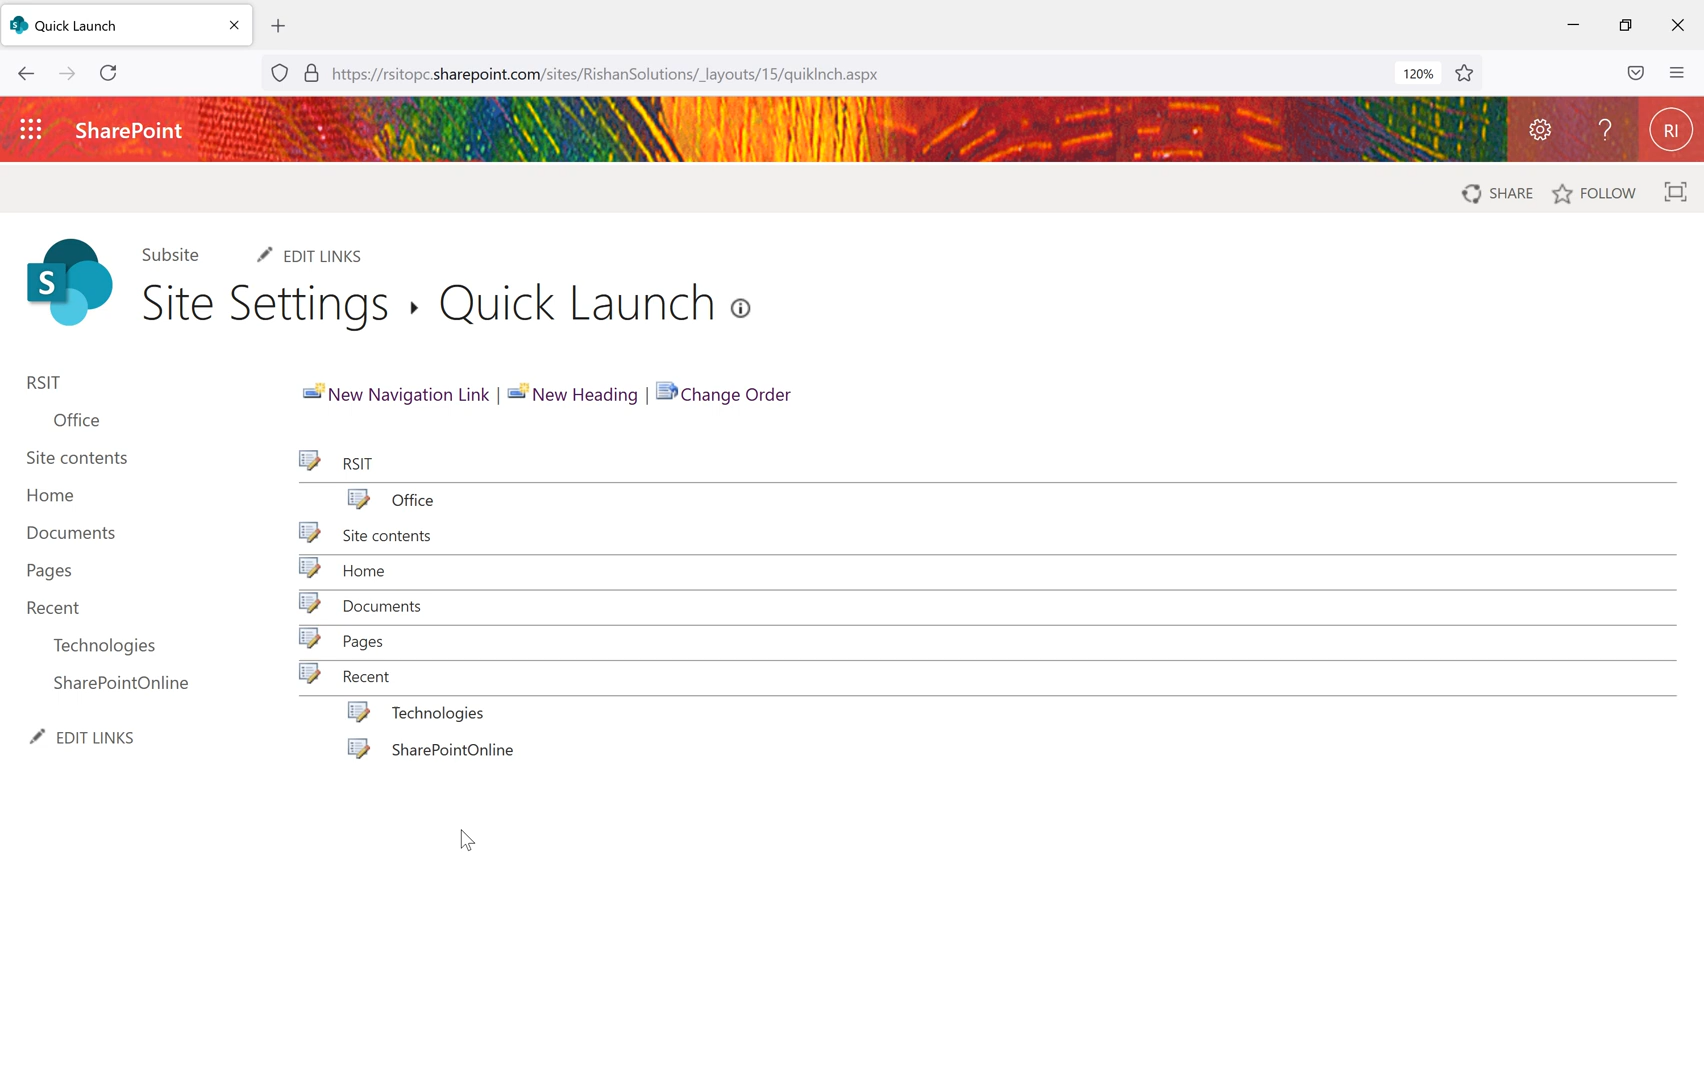 Quick Launch
https://rsitopc.sharepoint.com/sites/RishanSolutions/_layouts/15/quiklnch.aspx
120%
SharePoint
?
RI
SHARE
FOLLOW
S
Subsite
EDIT LINKS
Site Settings ▸ Quick Launch
RSIT
Office
Site contents
Home
Documents
Pages
Recent
Technologies
SharePointOnline
EDIT LINKS
New Navigation Link | New Heading | Change Order
RSIT
Office
Site contents
Home
Documents
Pages
Recent
Technologies
SharePointOnline